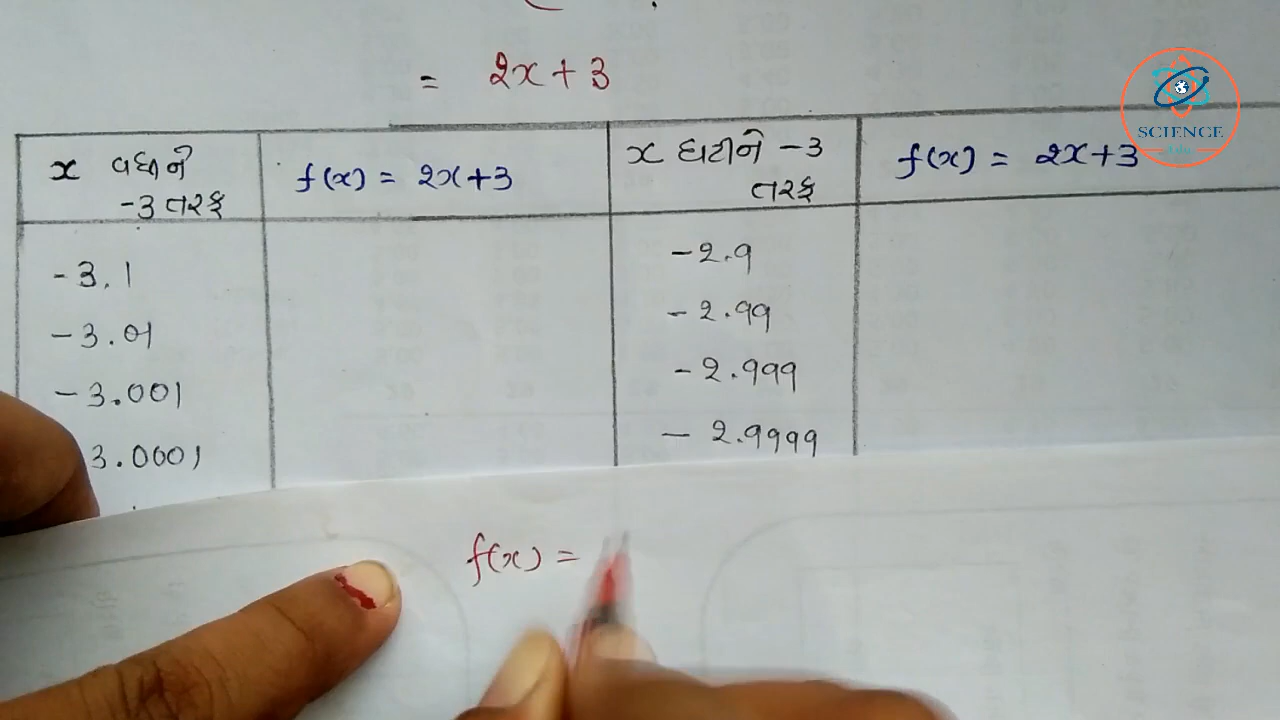 = 2x + 3
x વધીને -3 તરફ
f(x) = 2x+3
x ઘટીને -3 તરફ
f(x) = 2x+3
-3.1
-3.01
-3.001
3.0001
-2.9
-2.99
-2.999
- 2.9999
f(x) =
SCIENCE